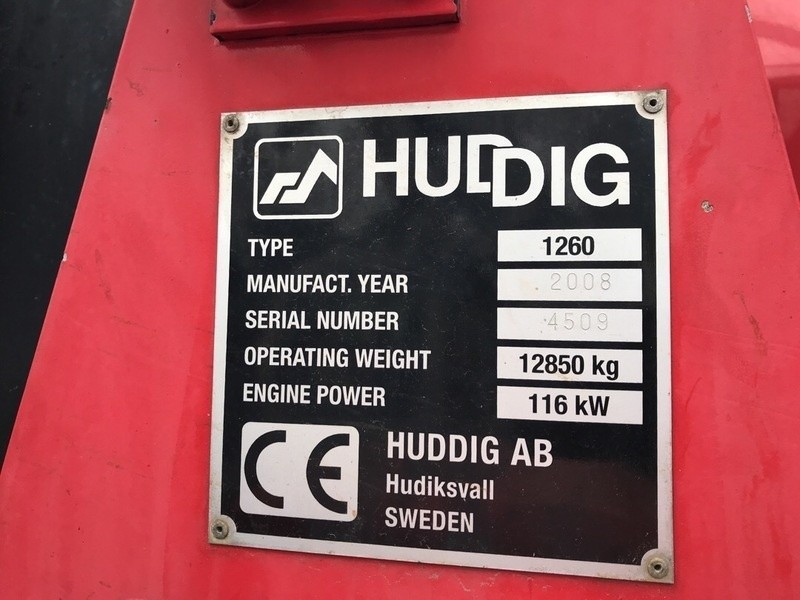 HUDDIG
TYPE 1260
MANUFACT. YEAR 2008
SERIAL NUMBER 4509
OPERATING WEIGHT 12850 kg
ENGINE POWER 116 kW
CE HUDDIG AB
Hudiksvall
SWEDEN